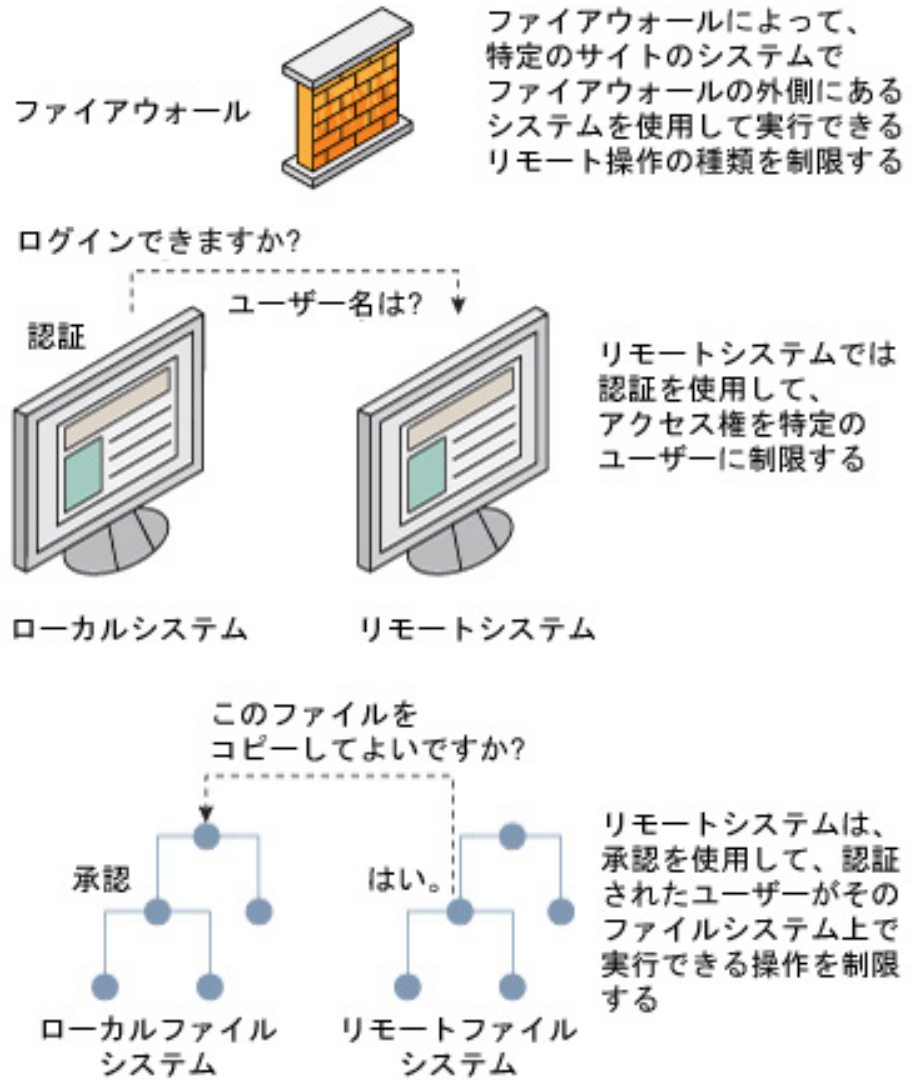 ファイアウォール
ファイアウォールによって、
特定のサイトのシステムで
ファイアウォールの外側にある
システムを使用して実行できる
リモート操作の種類を制限する
ログインできますか?
ユーザー名は?
認証
リモートシステムでは
認証を使用して、
アクセス権を特定の
ユーザーに制限する
ローカルシステム
リモートシステム
このファイルを
コピーしてよいですか?
承認
はい。
リモートシステムは、
承認を使用して、認証
されたユーザーがその
ファイルシステム上で
実行できる操作を制限
する
ローカルファイル
システム
リモートファイル
システム